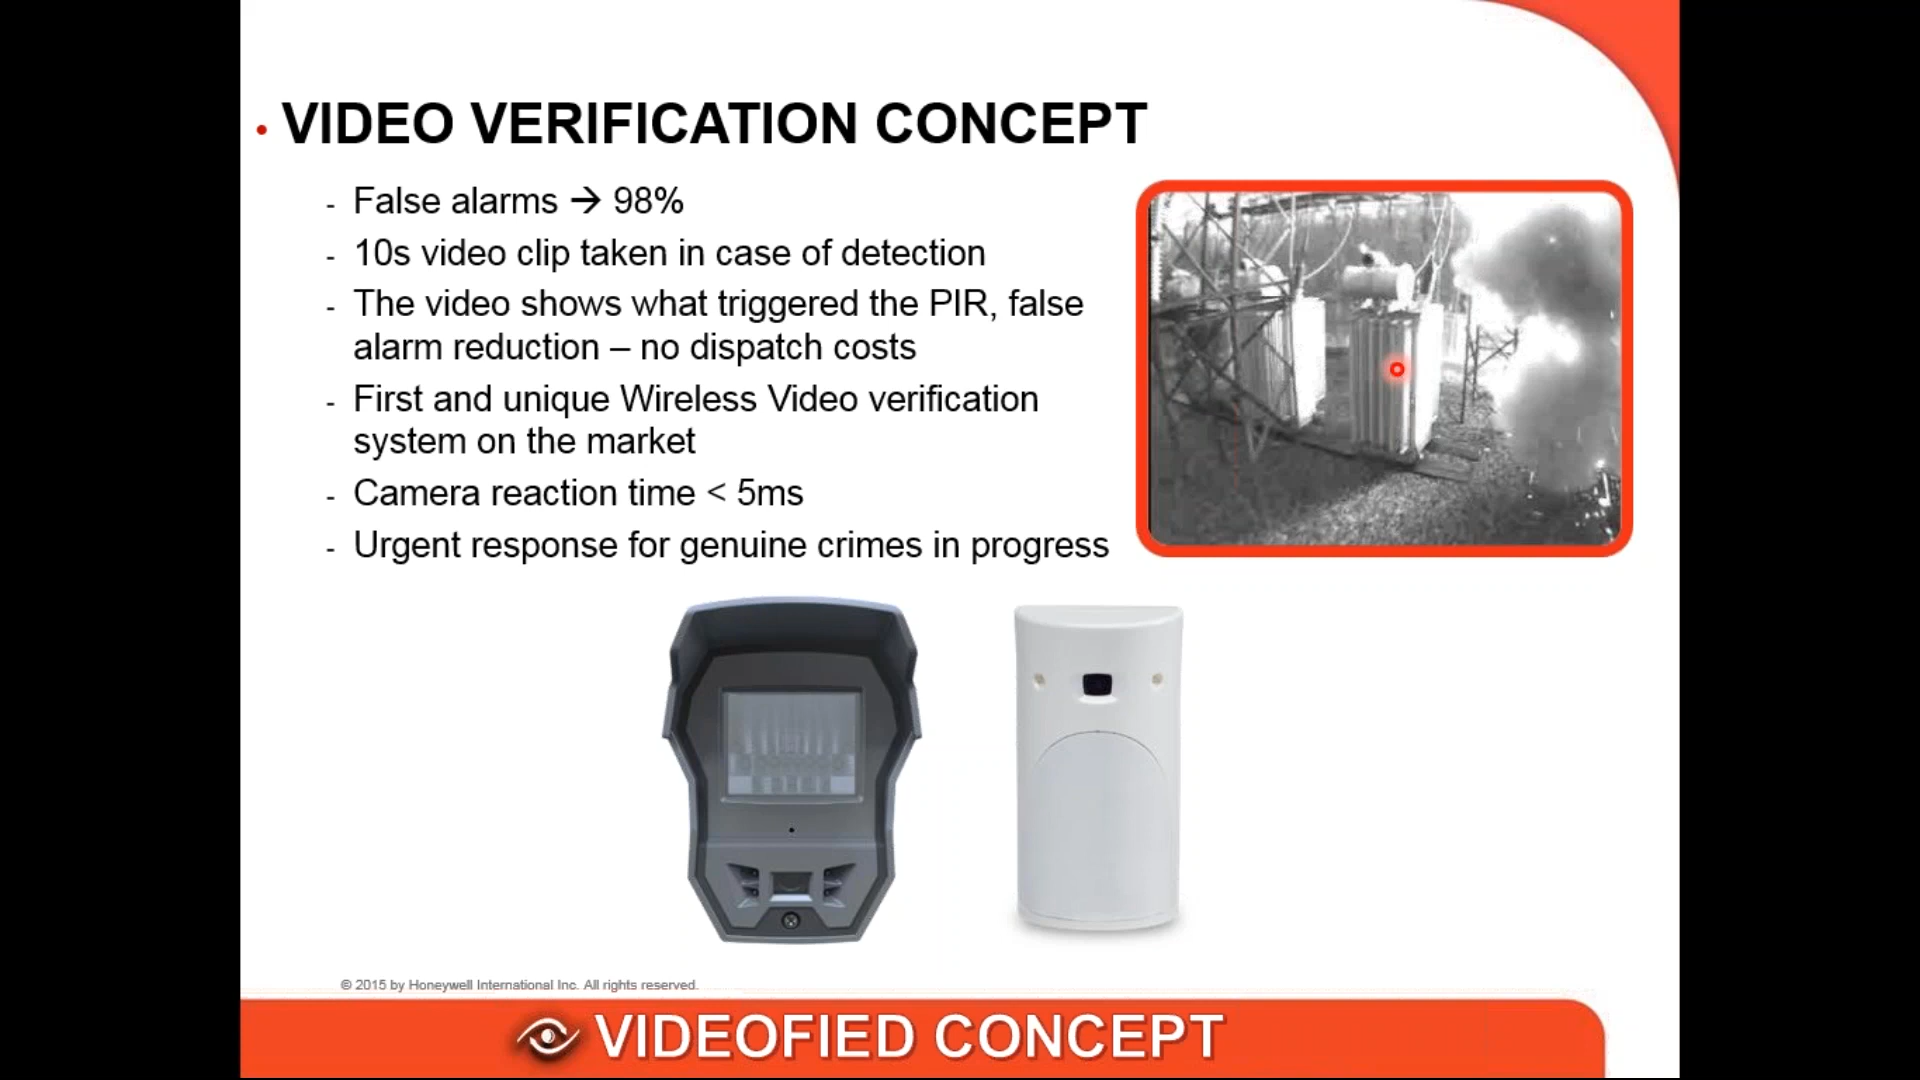 • VIDEO VERIFICATION CONCEPT
- False alarms → 98%
- 10s video clip taken in case of detection
- The video shows what triggered the PIR, false
alarm reduction – no dispatch costs
- First and unique Wireless Video verification
system on the market
- Camera reaction time < 5ms
- Urgent response for genuine crimes in progress
© 2015 by Honeywell International Inc. All rights reserved.
VIDEOFIED CONCEPT